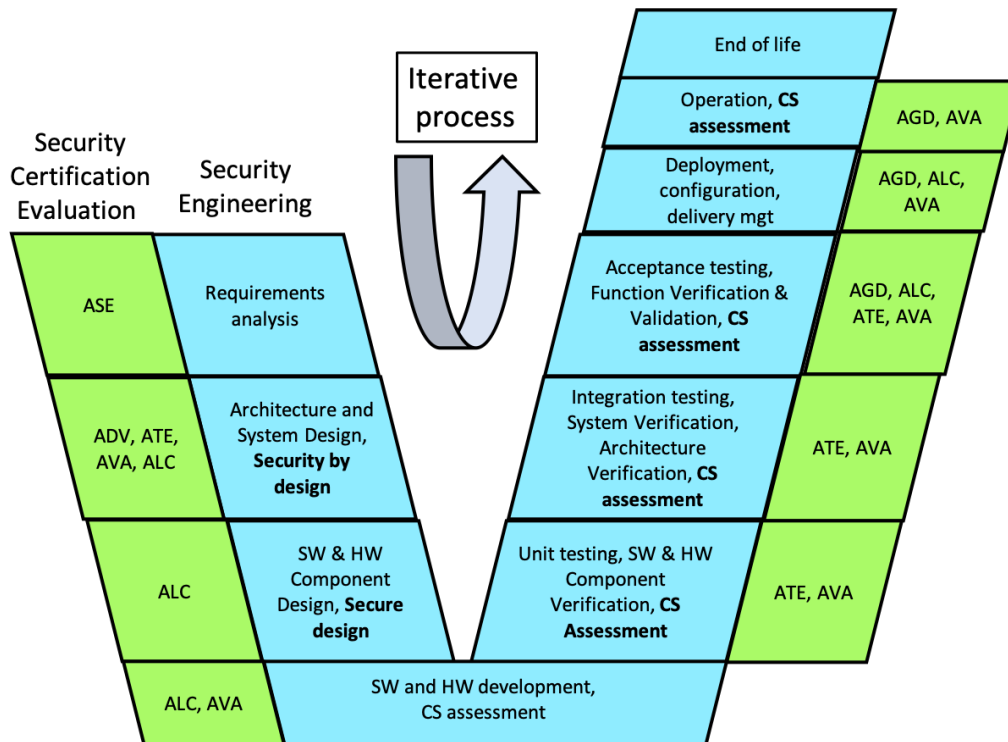 Security
Certification
Evaluation
Security
Engineering
Iterative
process
ASE
Requirements
analysis
ADV, ATE,
AVA, ALC
Architecture and
System Design,
Security by
design
ALC
SW & HW
Component
Design, Secure
design
ALC, AVA
SW and HW development,
CS assessment
Unit testing, SW & HW
Component
Verification, CS
Assessment
ATE, AVA
Integration testing,
System Verification,
Architecture
Verification, CS
assessment
ATE, AVA
Acceptance testing,
Function Verification &
Validation, CS
assessment
AGD, ALC,
ATE, AVA
Deployment,
configuration,
delivery mgt
AGD, ALC,
AVA
Operation, CS
assessment
AGD, AVA
End of life